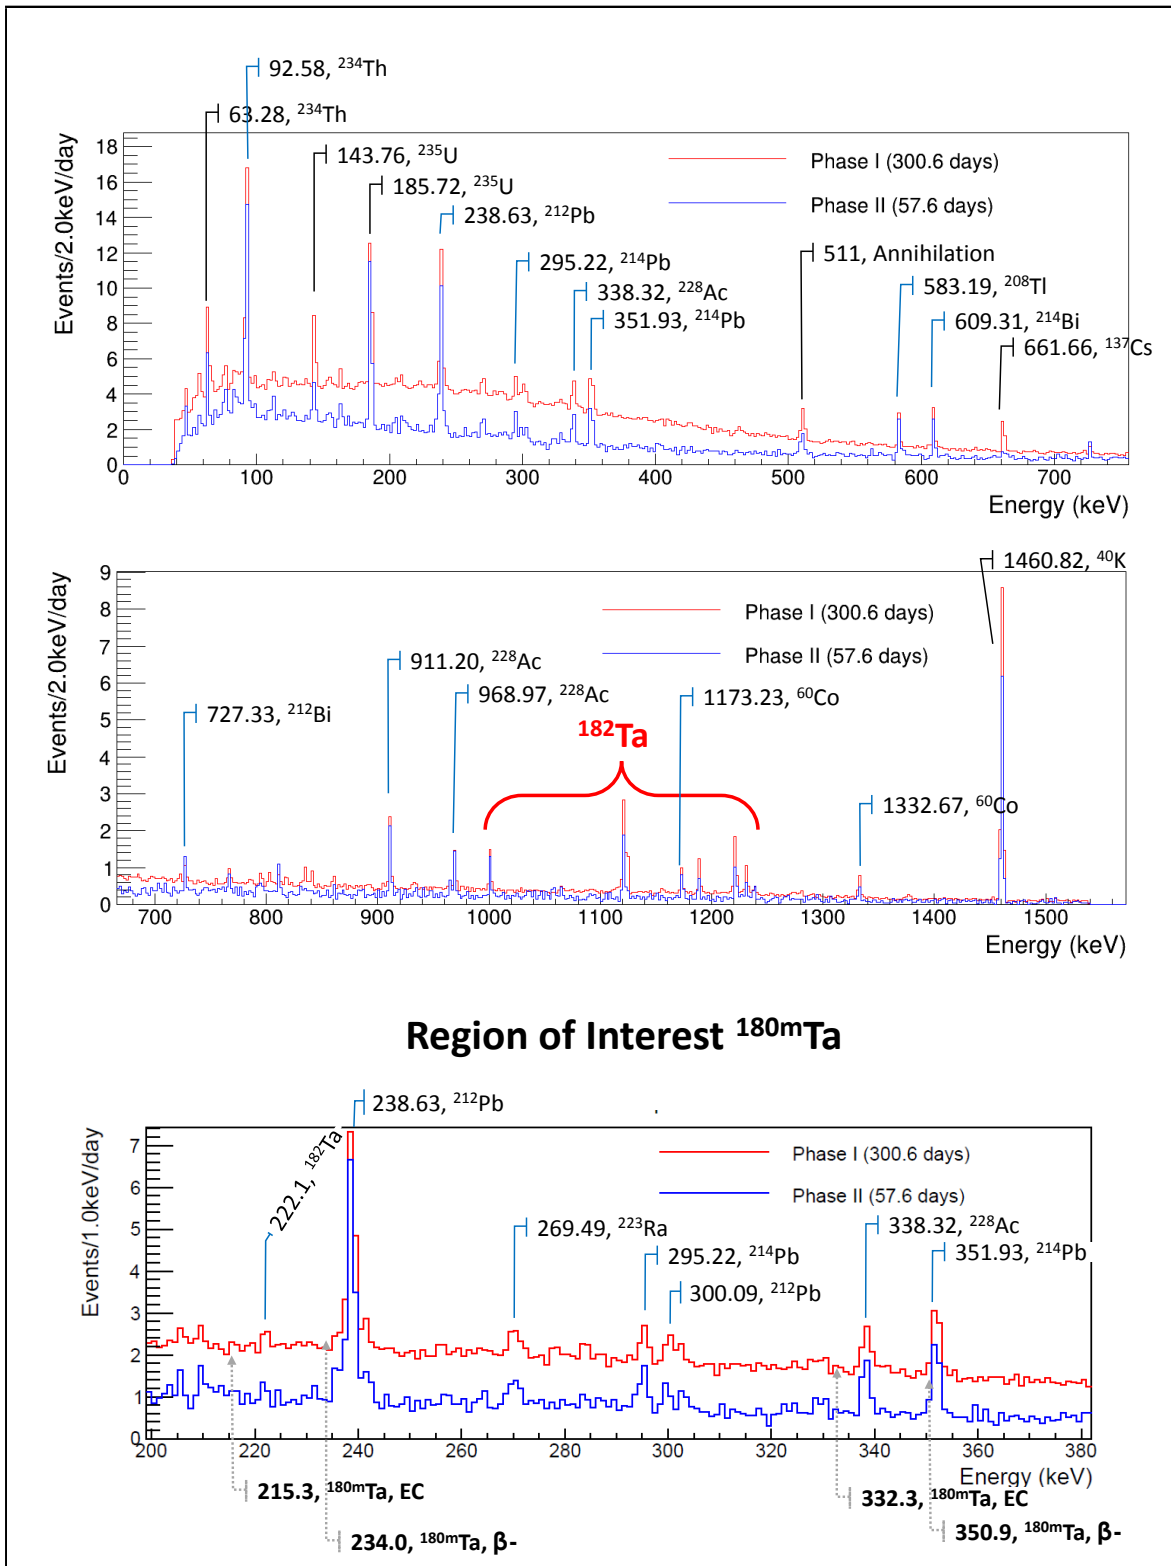 92.58, ²³⁴Th
63.28, ²³⁴Th
143.76, ²³⁵U
185.72, ²³⁵U
238.63, ²¹²Pb
295.22, ²¹⁴Pb
338.32, ²²⁸Ac
351.93, ²¹⁴Pb
511, Annihilation
583.19, ²⁰⁸Tl
609.31, ²¹⁴Bi
661.66, ¹³⁷Cs
Phase I (300.6 days)
Phase II (57.6 days)
Events/2.0keV/day
18
16
14
12
10
8
6
4
2
0
0 100 200 300 400 500 600 700
Energy (keV)
1460.82, ⁴⁰K
Phase I (300.6 days)
Phase II (57.6 days)
911.20, ²²⁸Ac
968.97, ²²⁸Ac
1173.23, ⁶⁰Co
727.33, ²¹²Bi
¹⁸²Ta
1332.67, ⁶⁰Co
Events/2.0keV/day
9
8
7
6
5
4
3
2
1
0
700 800 900 1000 1100 1200 1300 1400 1500
Energy (keV)
Region of Interest ¹⁸⁰ᵐTa
238.63, ²¹²Pb
222.1, ¹⁸²Ta
Phase I (300.6 days)
Phase II (57.6 days)
269.49, ²²³Ra
295.22, ²¹⁴Pb
300.09, ²¹²Pb
338.32, ²²⁸Ac
351.93, ²¹⁴Pb
Events/1.0keV/day
7
6
5
4
3
2
1
0
200 220 240 260 280 300 320 340 360 380
Energy (keV)
215.3, ¹⁸⁰ᵐTa, EC
332.3, ¹⁸⁰ᵐTa, EC
234.0, ¹⁸⁰ᵐTa, β-
350.9, ¹⁸⁰ᵐTa, β-